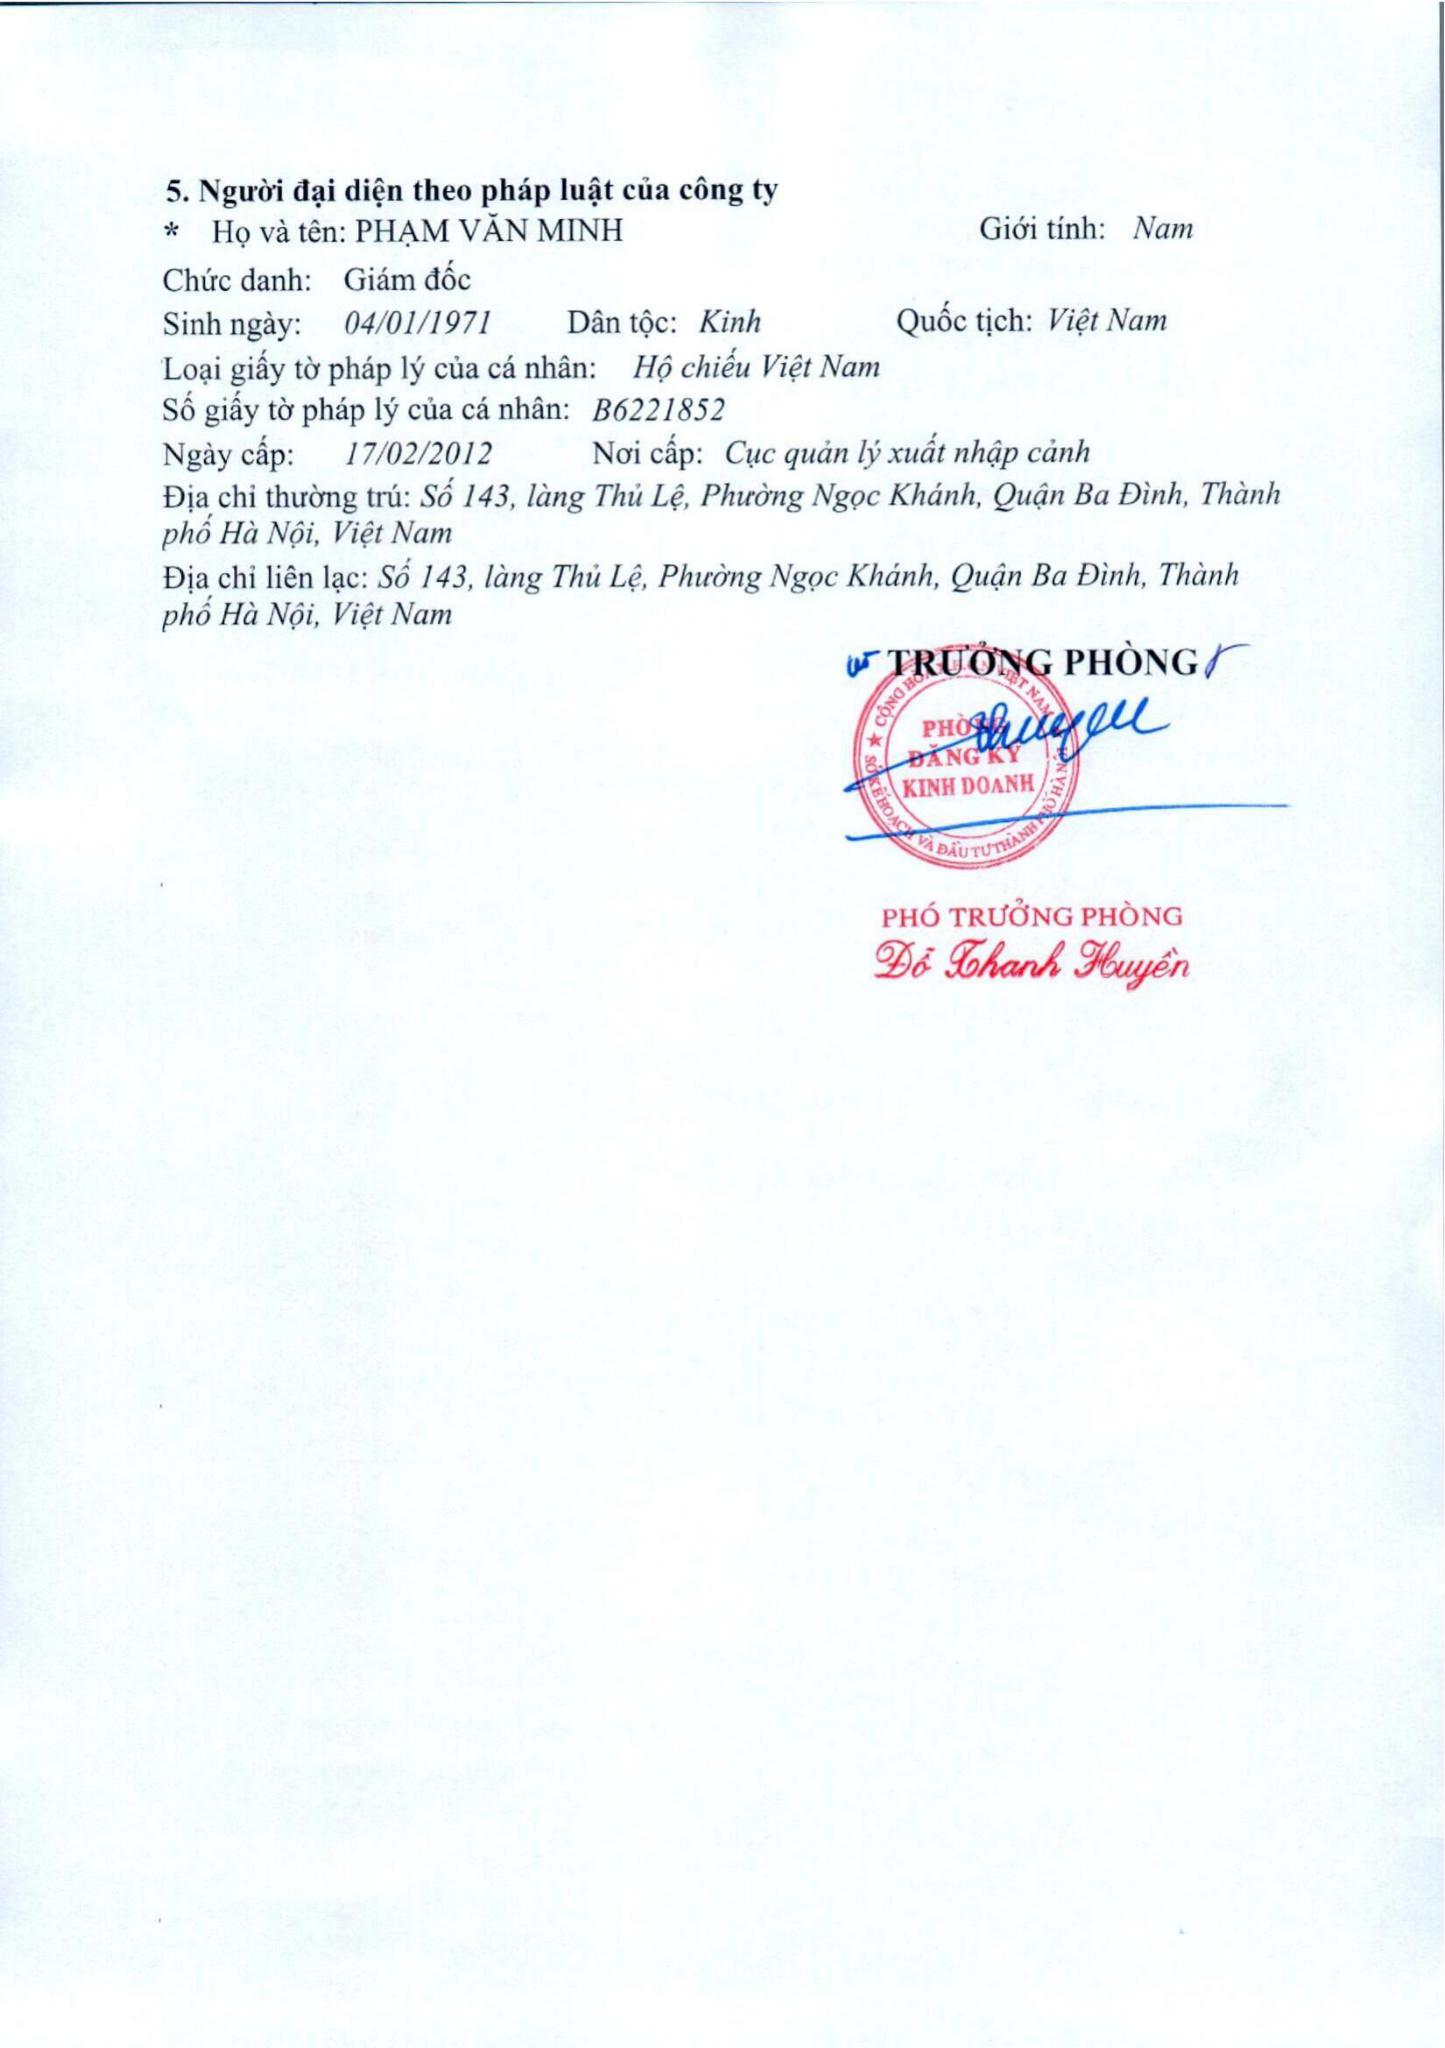 5. Người đại diện theo pháp luật của công ty
* Họ và tên: PHẠM VĂN MINH Giới tính: Nam
Chức danh: Giám đốc
Sinh ngày: 04/01/1971 Dân tộc: Kinh Quốc tịch: Việt Nam
Loại giấy tờ pháp lý của cá nhân: Hộ chiếu Việt Nam
Số giấy tờ pháp lý của cá nhân: B6221852
Ngày cấp: 17/02/2012 Nơi cấp: Cục quản lý xuất nhập cảnh
Địa chỉ thường trú: Số 143, làng Thủ Lệ, Phường Ngọc Khánh, Quận Ba Đình, Thành
phố Hà Nội, Việt Nam
Địa chỉ liên lạc: Số 143, làng Thủ Lệ, Phường Ngọc Khánh, Quận Ba Đình, Thành
phố Hà Nội, Việt Nam
TRƯỞNG PHÒNG
CỘNG HÒA VIỆT NAM
PHÒNG
ĐĂNG KÝ
KINH DOANH
SỞ KẾ HOẠCH VÀ ĐẦU TƯ THÀNH PHỐ HÀ NỘI
PHÓ TRƯỞNG PHÒNG
Đỗ Thanh Huyền